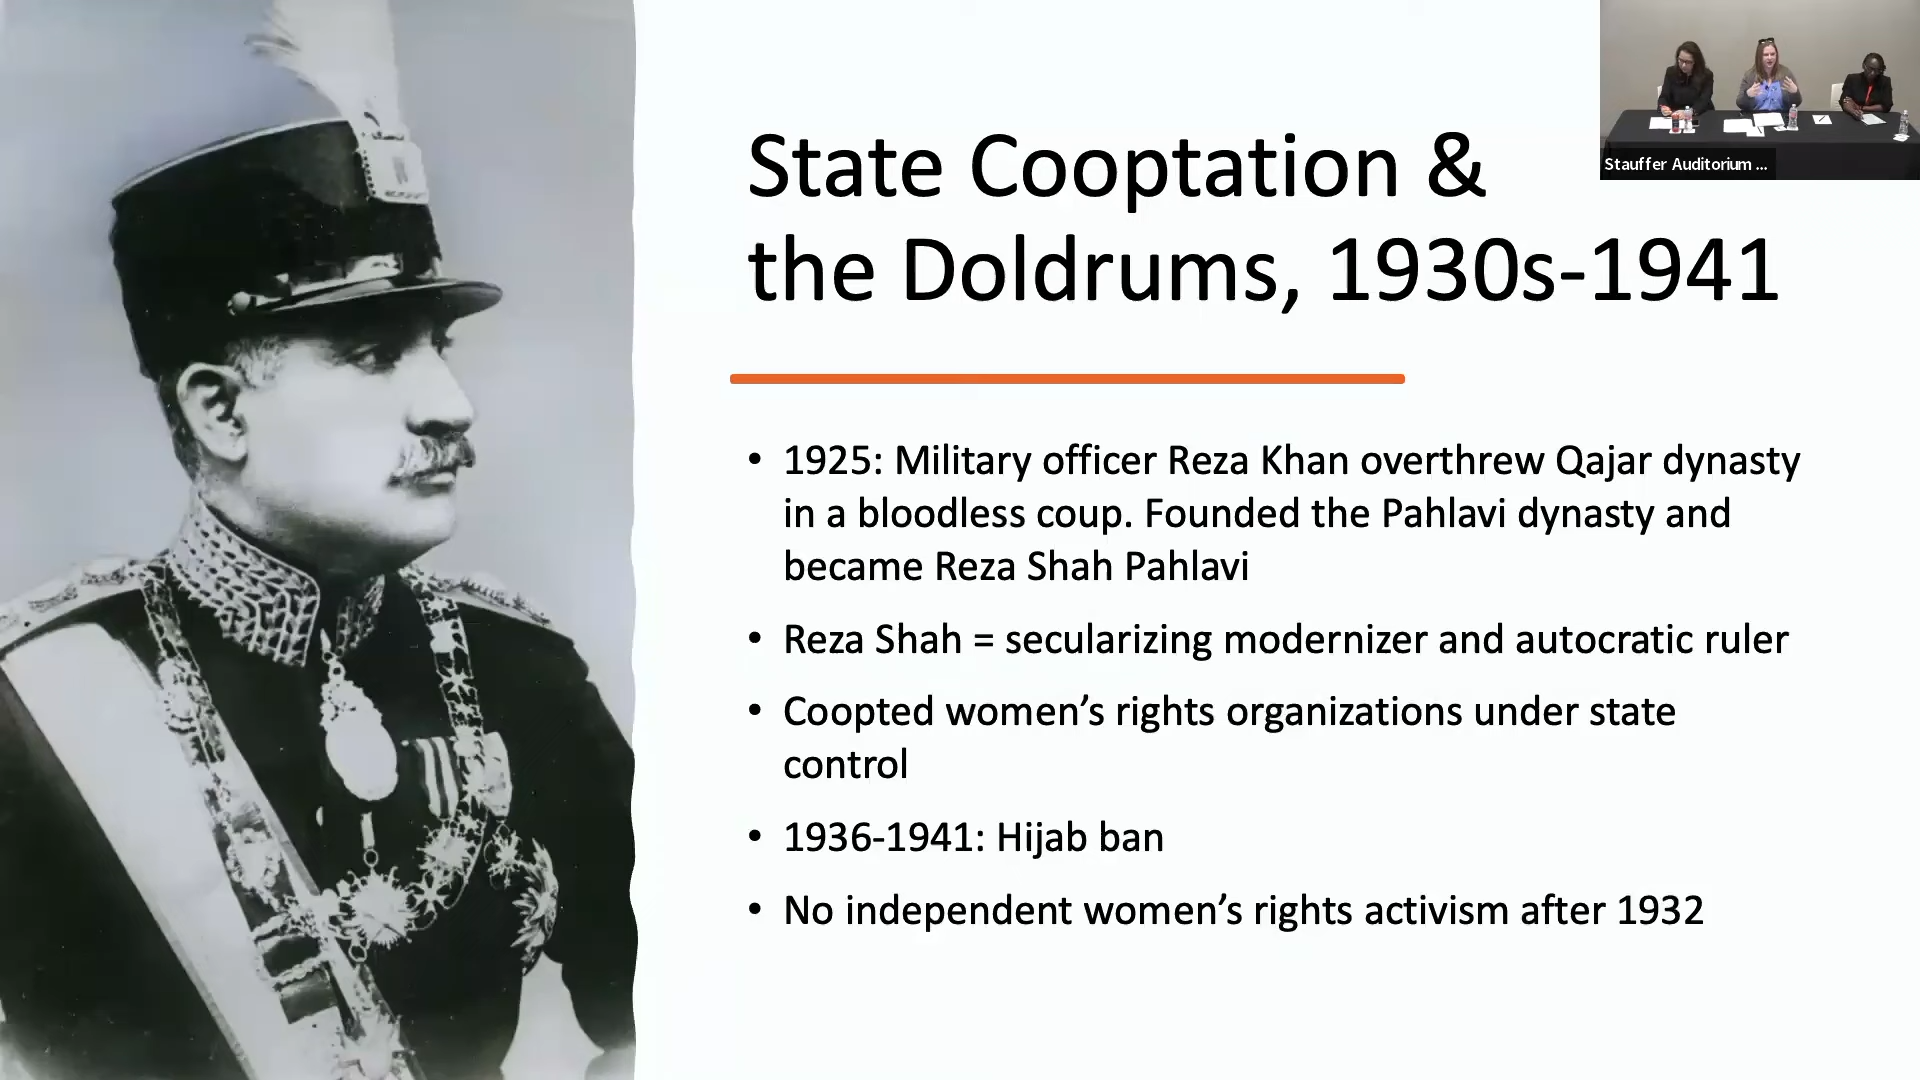 State Cooptation &
the Doldrums, 1930s-1941
Stauffer Auditorium ...
• 1925: Military officer Reza Khan overthrew Qajar dynasty
in a bloodless coup. Founded the Pahlavi dynasty and
became Reza Shah Pahlavi
• Reza Shah = secularizing modernizer and autocratic ruler
• Coopted women’s rights organizations under state
control
• 1936-1941: Hijab ban
• No independent women’s rights activism after 1932